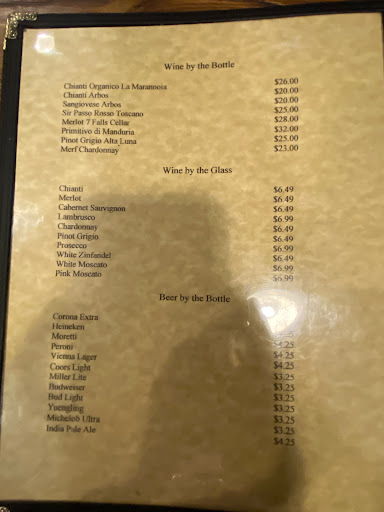 Wine by the Bottle
Chianti Organico La Marannoia $26.00
Chianti Arbos $20.00
Sangiovese Arbos $20.00
Sir Passo Rosso Toscano $25.00
Merlot 7 Falls Cellar $28.00
Primitivo di Manduria $32.00
Pinot Grigio Alta Luna $25.00
Merf Chardonnay $23.00
Wine by the Glass
Chianti $6.49
Merlot $6.49
Cabernet Sauvignon $6.49
Lambrusco $6.99
Chardonnay $6.49
Pinot Grigio $6.49
Prosecco $6.99
White Zinfandel $6.49
White Moscato $6.99
Pink Moscato $6.99
Beer by the Bottle
Corona Extra
Heineken
Moretti $4.25
Peroni $4.25
Vienna Lager $4.25
Coors Light $3.25
Miller Lite $3.25
Budweiser $3.25
Bud Light $3.25
Yuengling $3.25
Michelob Ultra $3.25
India Pale Ale $4.25